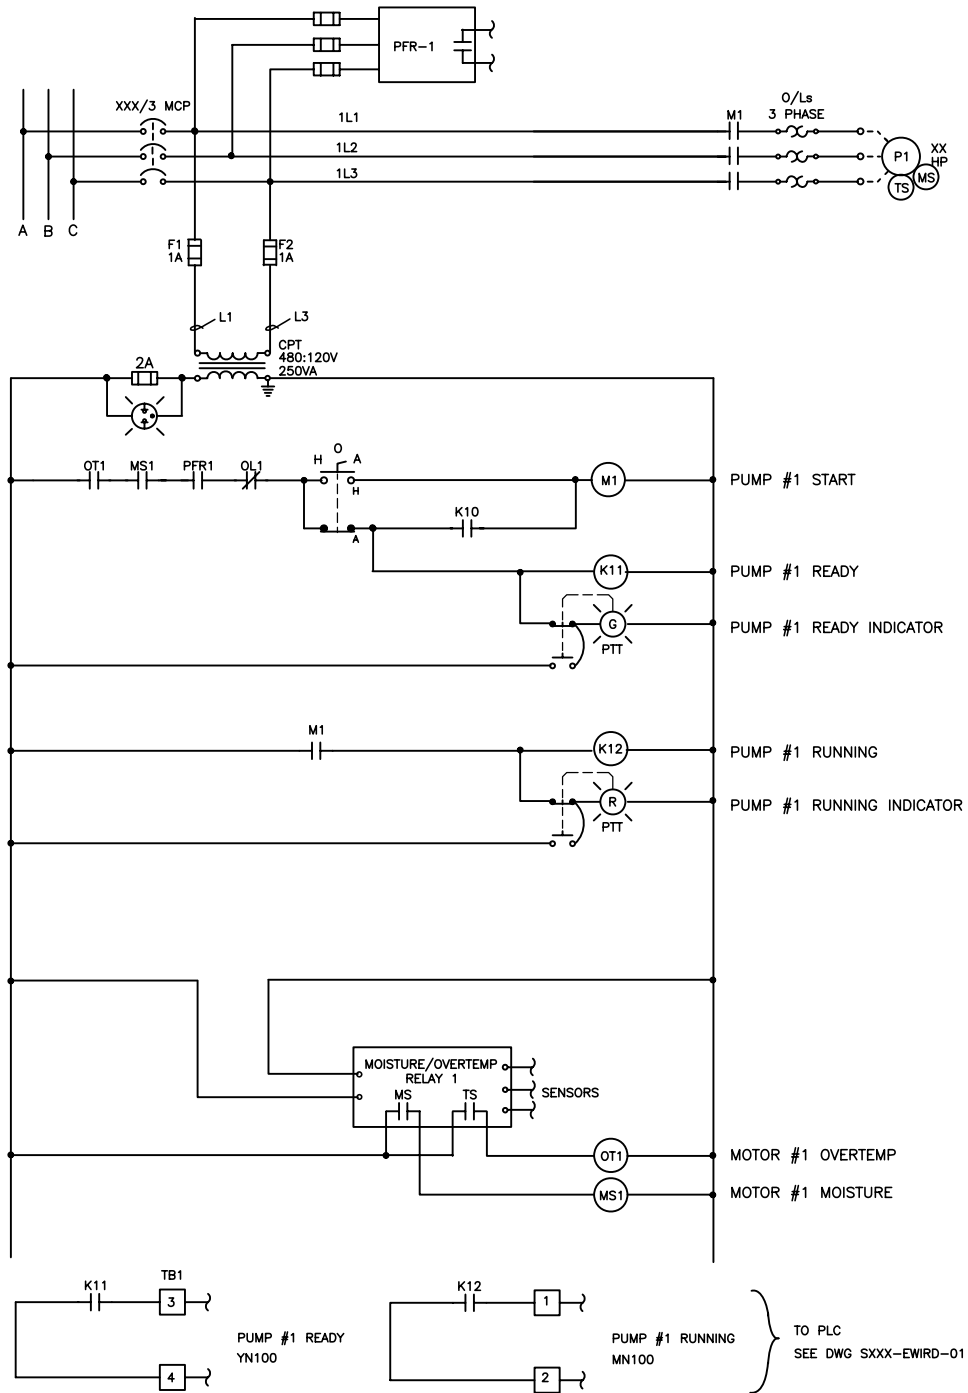 PFR-1
XXX/3 MCP
1L1
1L2
1L3
M1
O/Ls
3 PHASE
P1
XX
HP
MS
TS
A
B
C
F1
1A
F2
1A
L1
L3
CPT
480:120V
250VA
2A
OT1
MS1
PFR1
OL1
H
O
A
H
A
M1
PUMP #1 START
K10
K11
PUMP #1 READY
G
PTT
PUMP #1 READY INDICATOR
M1
K12
PUMP #1 RUNNING
R
PTT
PUMP #1 RUNNING INDICATOR
MOISTURE/OVERTEMP
RELAY 1
MS
TS
SENSORS
OT1
MOTOR #1 OVERTEMP
MS1
MOTOR #1 MOISTURE
K11
TB1
3
4
PUMP #1 READY
YN100
K12
1
2
PUMP #1 RUNNING
MN100
TO PLC
SEE DWG SXXX-EWIRD-01